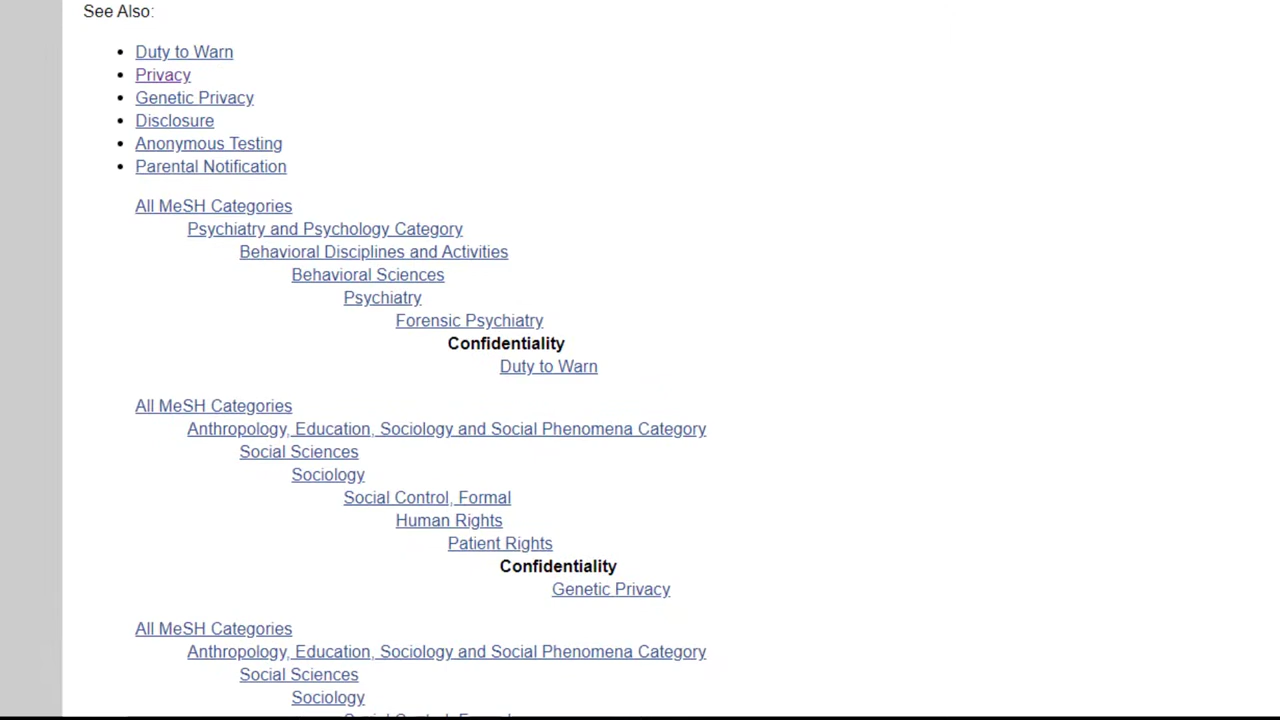 See Also:
Duty to Warn
Privacy
Genetic Privacy
Disclosure
Anonymous Testing
Parental Notification
All MeSH Categories
Psychiatry and Psychology Category
Behavioral Disciplines and Activities
Behavioral Sciences
Psychiatry
Forensic Psychiatry
Confidentiality
Duty to Warn
All MeSH Categories
Anthropology, Education, Sociology and Social Phenomena Category
Social Sciences
Sociology
Social Control, Formal
Human Rights
Patient Rights
Confidentiality
Genetic Privacy
All MeSH Categories
Anthropology, Education, Sociology and Social Phenomena Category
Social Sciences
Sociology